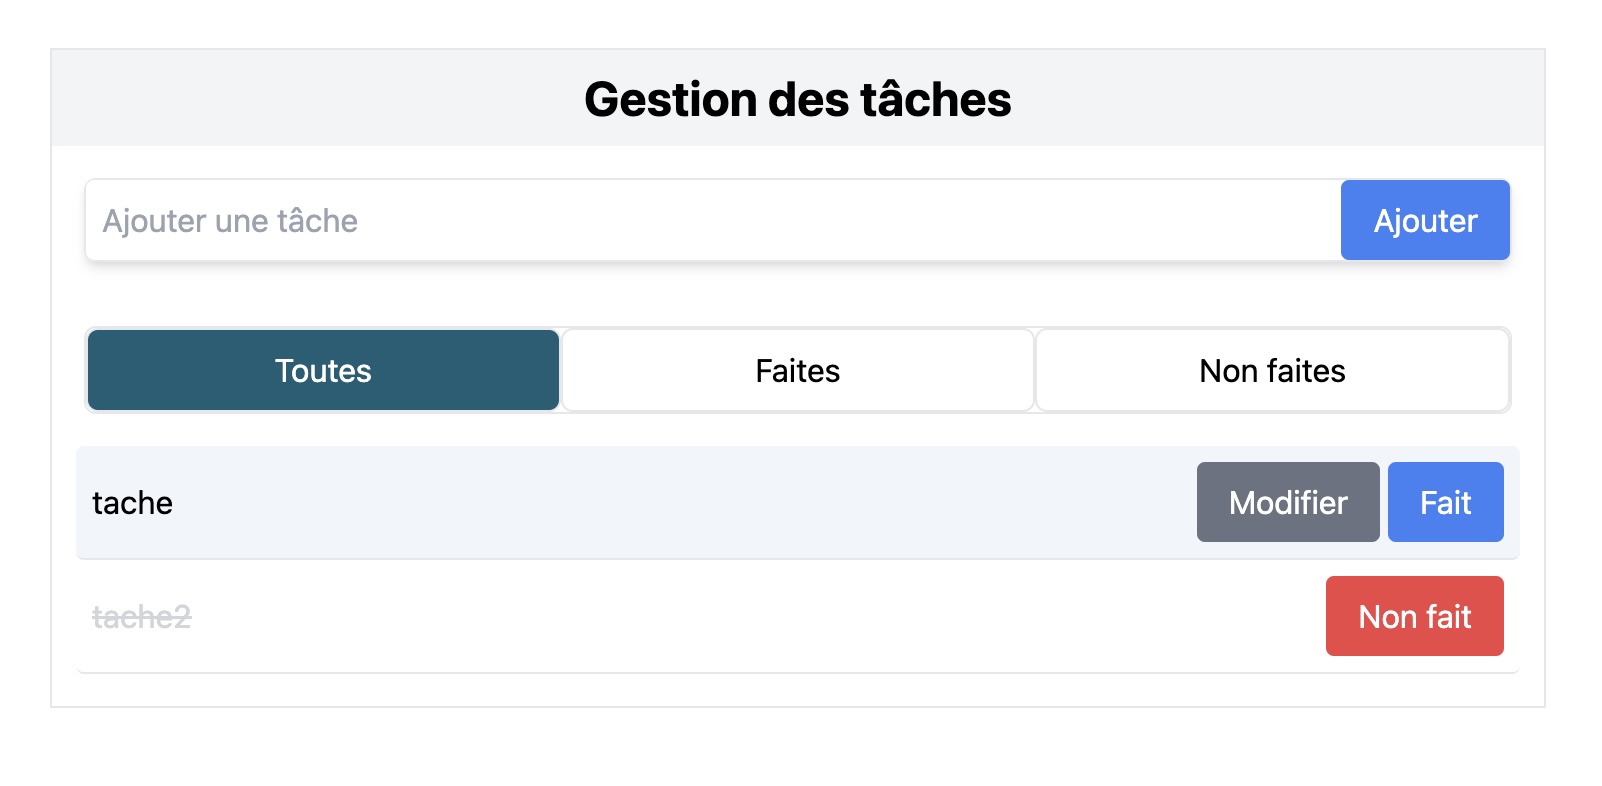 Gestion des tâches
Ajouter une tâche Ajouter
Toutes Faites Non faites
tache Modifier Fait
tache2 Non fait